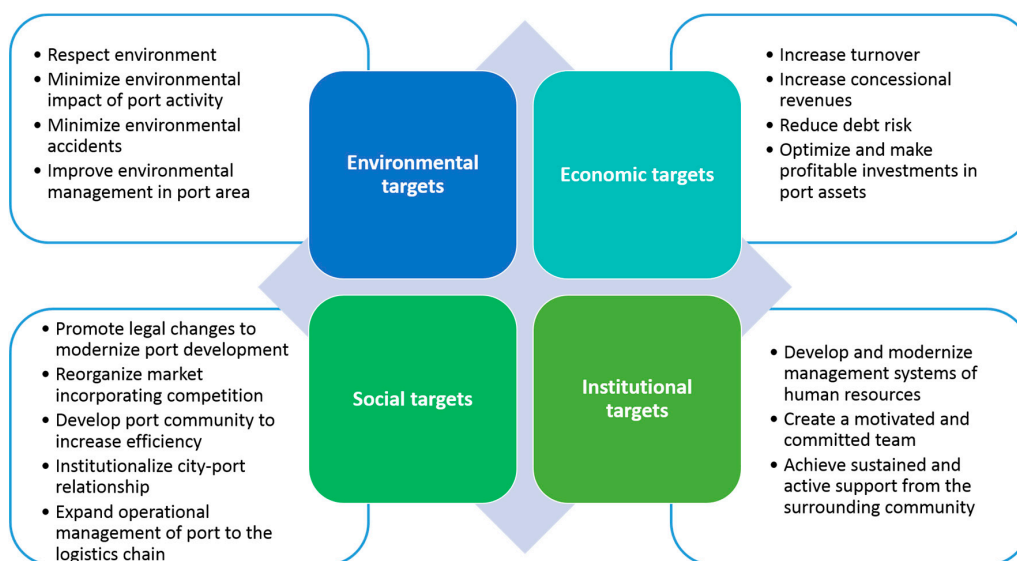 • Respect environment
• Minimize environmental
impact of port activity
• Minimize environmental
accidents
• Improve environmental
management in port area
Environmental
targets
Economic targets
• Increase turnover
• Increase concessional
revenues
• Reduce debt risk
• Optimize and make
profitable investments in
port assets
• Promote legal changes to
modernize port development
• Reorganize market
incorporating competition
• Develop port community to
increase efficiency
• Institutionalize city-port
relationship
• Expand operational
management of port to the
logistics chain
Social targets
Institutional
targets
• Develop and modernize
management systems of
human resources
• Create a motivated and
committed team
• Achieve sustained and
active support from the
surrounding community